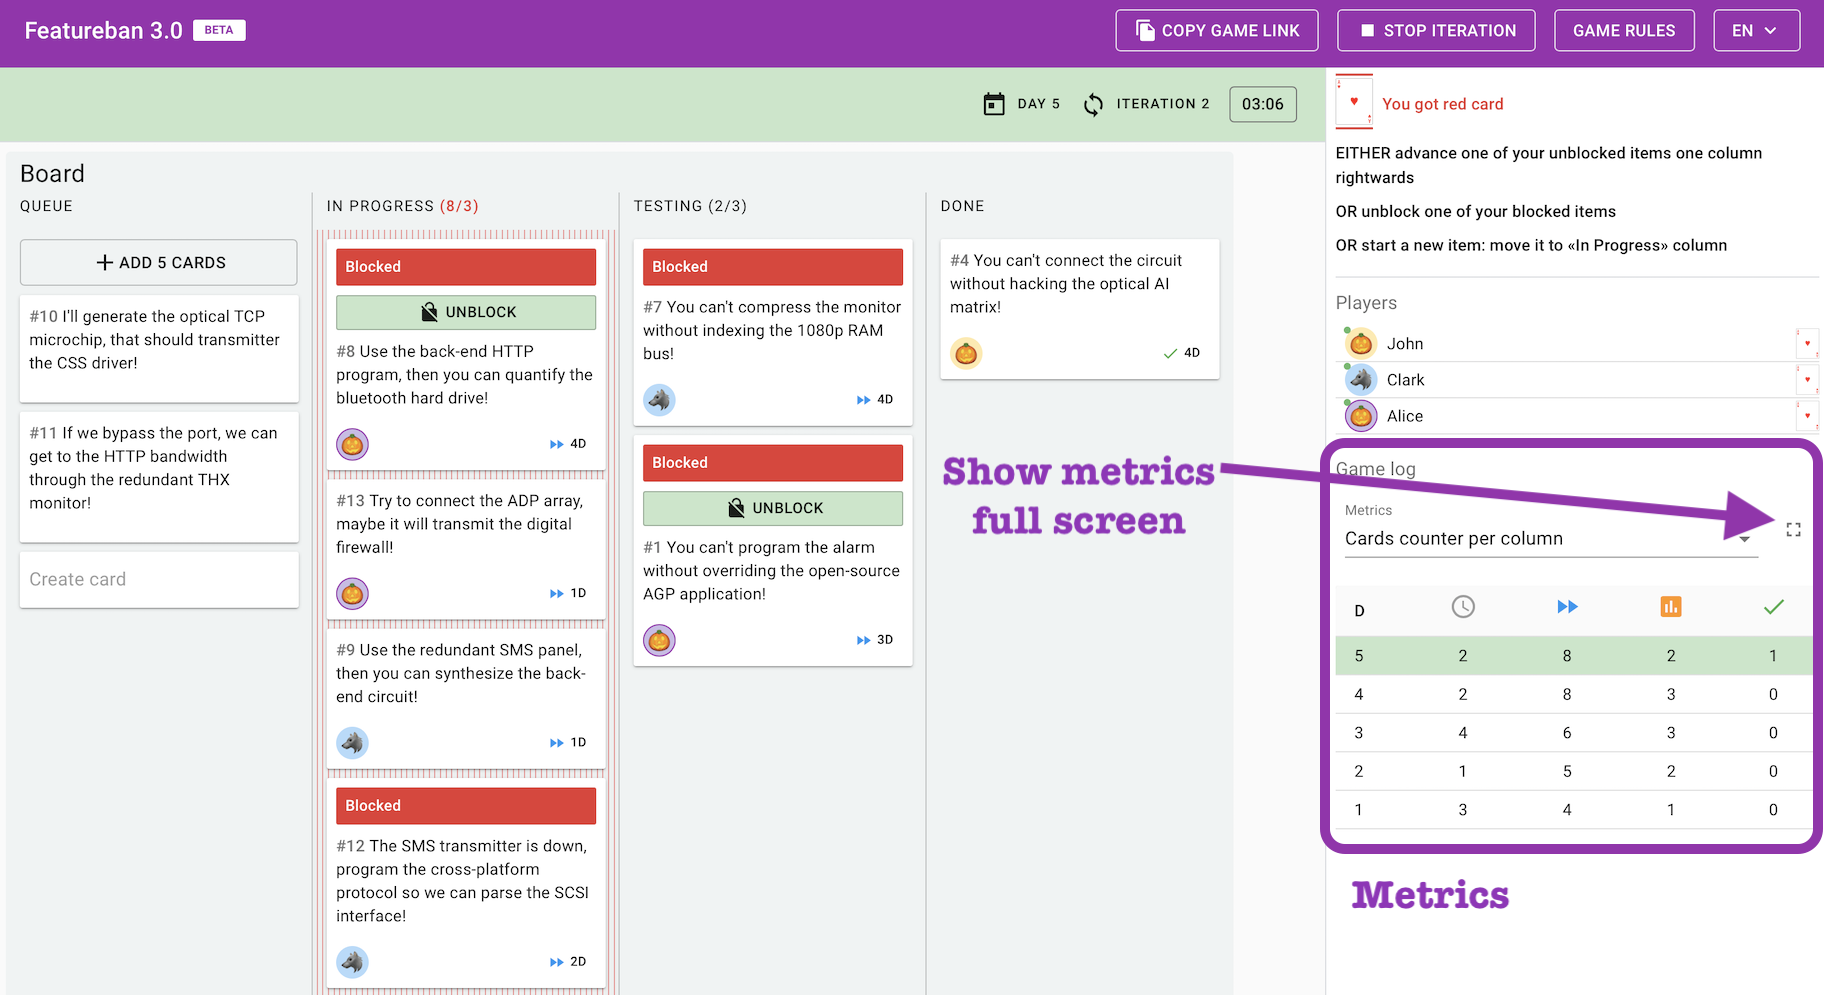 Featureban 3.0 BETA
COPY GAME LINK
STOP ITERATION
GAME RULES
EN
DAY 5
ITERATION 2
03:06
Board
QUEUE
ADD 5 CARDS
#10 I'll generate the optical TCP
microchip, that should transmitter
the CSS driver!
#11 If we bypass the port, we can
get to the HTTP bandwidth
through the redundant THX
monitor!
Create card
IN PROGRESS (8/3)
Blocked
UNBLOCK
#8 Use the back-end HTTP
program, then you can quantify the
bluetooth hard drive!
4D
#13 Try to connect the ADP array,
maybe it will transmit the digital
firewall!
1D
#9 Use the redundant SMS panel,
then you can synthesize the back-
end circuit!
1D
Blocked
#12 The SMS transmitter is down,
program the cross-platform
protocol so we can parse the SCSI
interface!
2D
TESTING (2/3)
Blocked
#7 You can't compress the monitor
without indexing the 1080p RAM
bus!
4D
Blocked
UNBLOCK
#1 You can't program the alarm
without overriding the open-source
AGP application!
3D
DONE
#4 You can't connect the circuit
without hacking the optical AI
matrix!
4D
Show metrics
full screen
You got red card
EITHER advance one of your unblocked items one column
rightwards
OR unblock one of your blocked items
OR start a new item: move it to «In Progress» column
Players
John
Clark
Alice
Game log
Metrics
Cards counter per column
D
5 2 8 2 1
4 2 8 3 0
3 4 6 3 0
2 1 5 2 0
1 3 4 1 0
Metrics